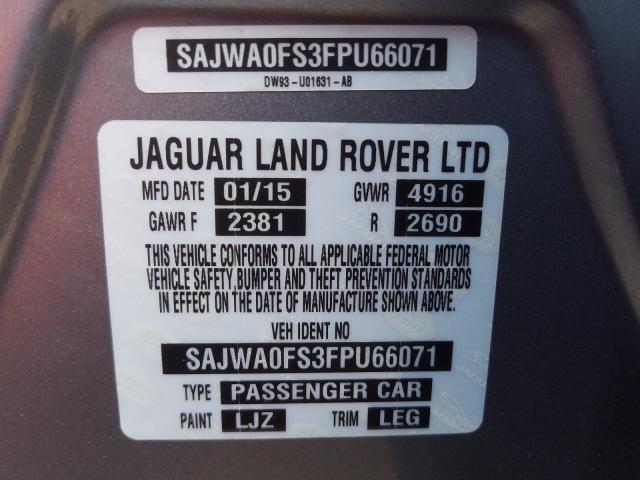 SAJWA0FS3FPU66071
DW93-U01631-AB
JAGUAR LAND ROVER LTD
MFD DATE 01/15 GVWR 4916
GAWR F 2381 R 2690
THIS VEHICLE CONFORMS TO ALL APPLICABLE FEDERAL MOTOR
VEHICLE SAFETY, BUMPER AND THEFT PREVENTION STANDARDS
IN EFFECT ON THE DATE OF MANUFACTURE SHOWN ABOVE.
VEH IDENT NO
SAJWA0FS3FPU66071
TYPE PASSENGER CAR
PAINT LJZ TRIM LEG